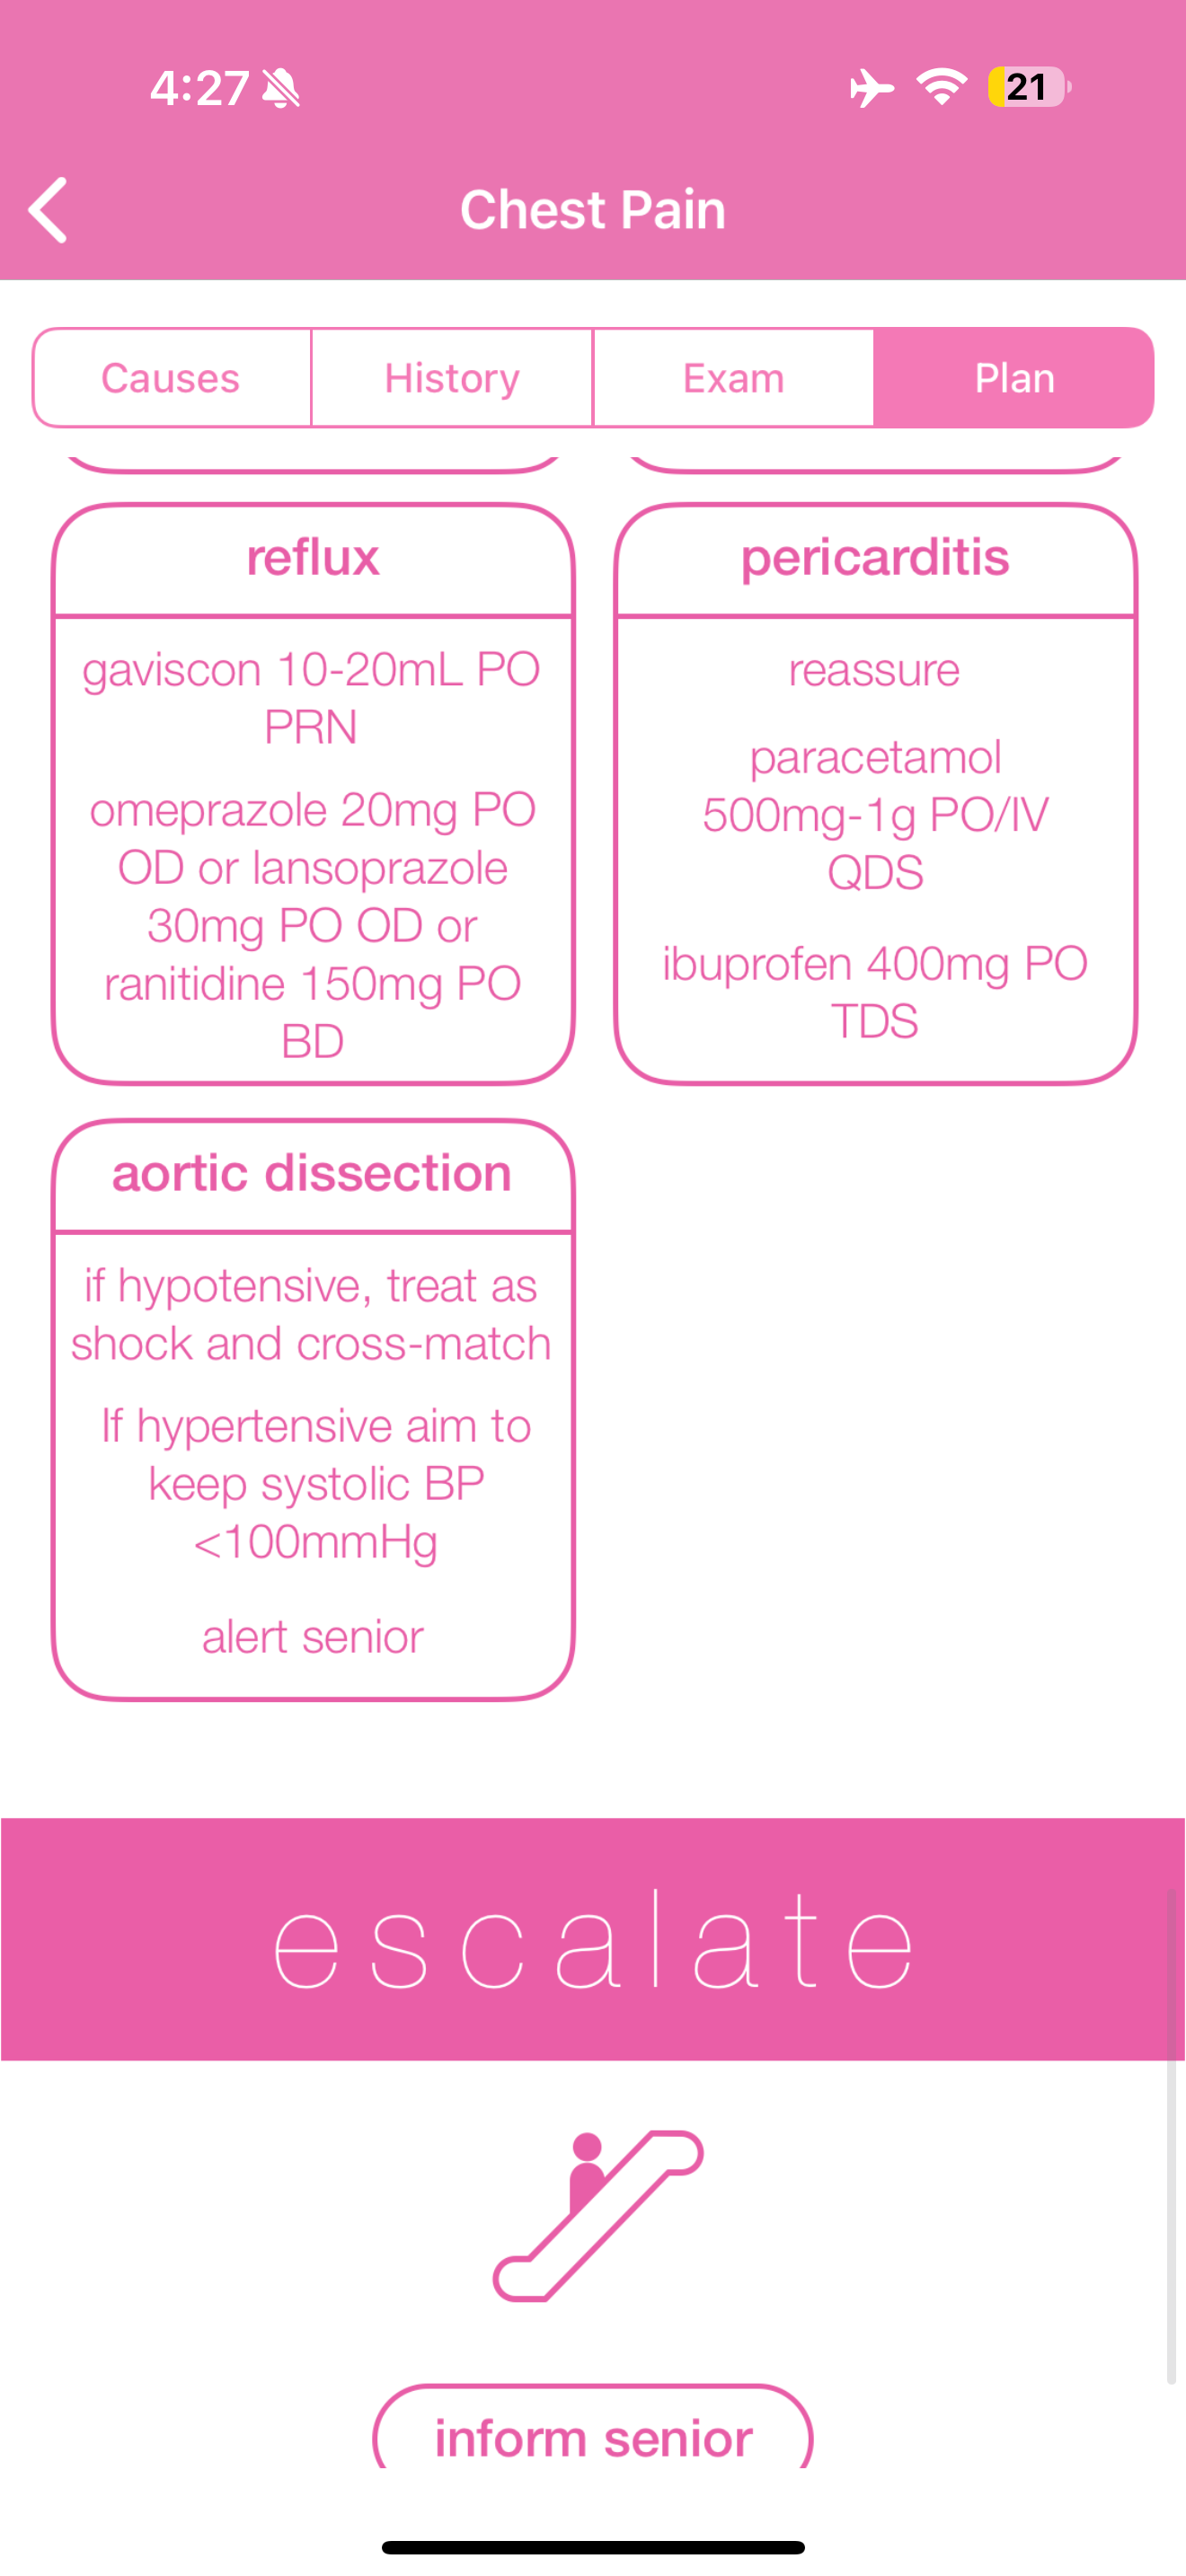 4:27
21
Chest Pain
Causes
History
Exam
Plan
reflux
gaviscon 10-20mL PO
PRN
omeprazole 20mg PO
OD or lansoprazole
30mg PO OD or
ranitidine 150mg PO
BD
pericarditis
reassure
paracetamol
500mg-1g PO/IV
QDS
ibuprofen 400mg PO
TDS
aortic dissection
if hypotensive, treat as
shock and cross-match
If hypertensive aim to
keep systolic BP
<100mmHg
alert senior
escalate
inform senior